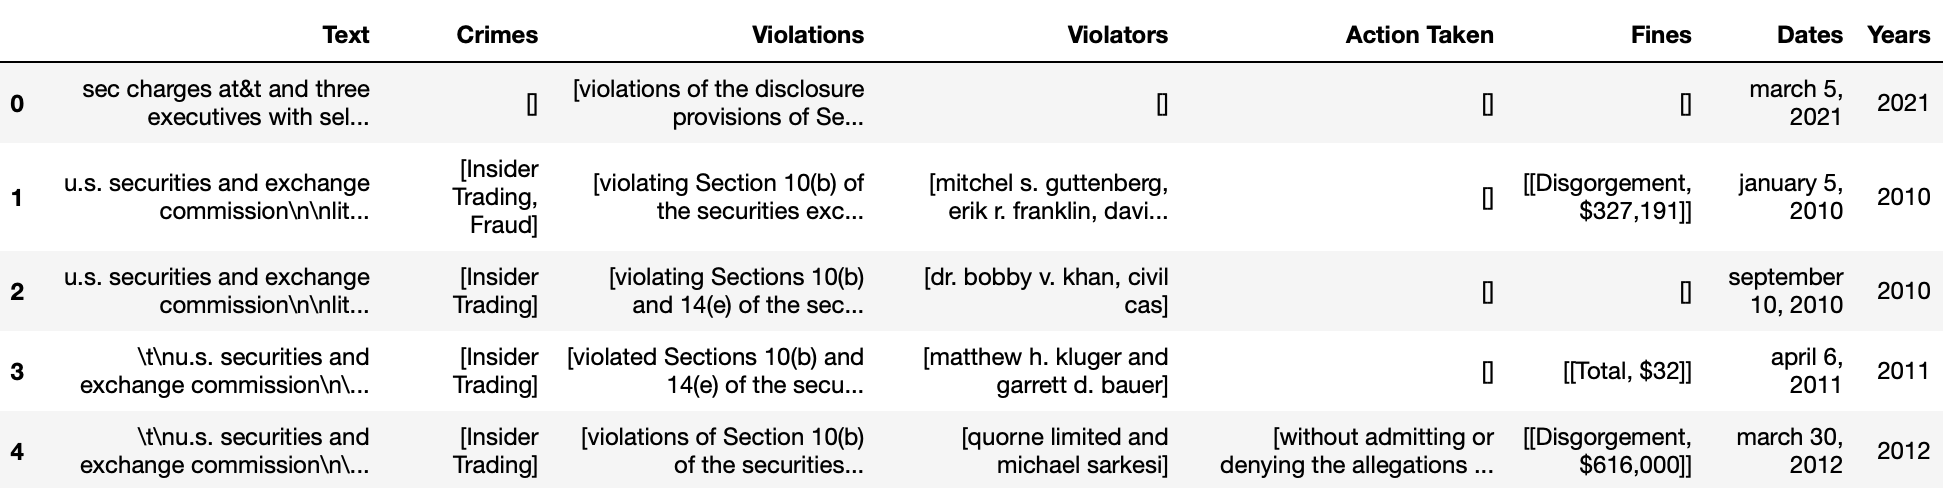 Text Crimes Violations Violators Action Taken Fines Dates Years
0 sec charges at&t and three executives with sel... [] [violations of the disclosure provisions of Se... [] [] [] march 5, 2021 2021
1 u.s. securities and exchange commission\n\nlit... [Insider Trading, Fraud] [violating Section 10(b) of the securities exc... [mitchel s. guttenberg, erik r. franklin, davi... [] [[Disgorgement, $327,191]] january 5, 2010 2010
2 u.s. securities and exchange commission\n\nlit... [Insider Trading] [violating Sections 10(b) and 14(e) of the sec... [dr. bobby v. khan, civil cas] [] [] september 10, 2010 2010
3 \t\nu.s. securities and exchange commission\n\... [Insider Trading] [violated Sections 10(b) and 14(e) of the secu... [matthew h. kluger and garrett d. bauer] [] [[Total, $32]] april 6, 2011 2011
4 \t\nu.s. securities and exchange commission\n\... [Insider Trading] [violations of Section 10(b) of the securities... [quorne limited and michael sarkesi] [without admitting or denying the allegations ... [[Disgorgement, $616,000]] march 30, 2012 2012